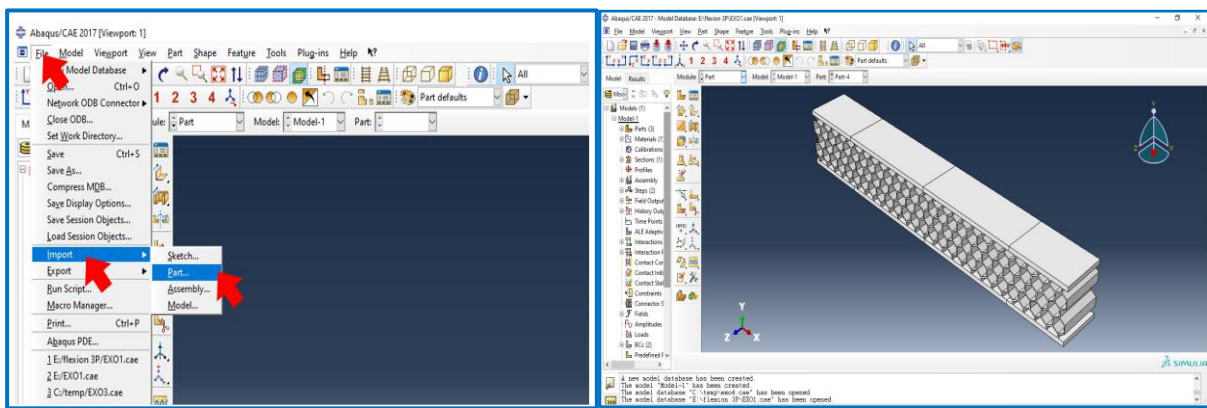 Abaqus/CAE 2017 [Viewport: 1]
File Model Viewport View Part Shape Feature Tools Plug-ins Help
Model Database
Ctrl+O
Network ODB Connector
Close ODB...
Set Work Directory...
Save Ctrl+S
Save As...
Compress MDB...
Save Display Options...
Save Session Objects...
Load Session Objects...
Import
Export
Run Script...
Macro Manager...
Print... Ctrl+P
Abaqus PDE...
1 E:/flexion 3P/EXO1.cae
2 E:/EXO1.cae
3 C:/temp/EXO3.cae
Sketch...
Part...
Assembly...
Model...
All
1 2 3 4
Part defaults
Part Model: Model-1 Part:
Abaqus/CAE 2017 - Model Database: E:\flexion 3P\EXO1.cae [Viewport: 1]
File Model Viewport View Part Shape Feature Tools Plug-ins Help
All
1 2 3 4
Part defaults
Model Results Module: Part Model: Model-1 Part: Part-4
Models (1)
Model-1
Parts (3)
Materials (1)
Calibrations
Sections (1)
Profiles
Assembly
Steps (2)
Field Output
History Outp
Time Points
ALE Adaptiv
Interactions
Interaction P
Contact Con
Contact Initi
Contact Stab
Constraints
Connector S
Fields
Amplitudes
Loads
BCs (2)
Predefined F
Y
Z X
SIMULIA
A new model database has been created.
The model "Model-1" has been created.
The model database "C:\temp\exo4.cae" has been opened.
The model database "E:\flexion 3P\EXO1.cae" has been opened.